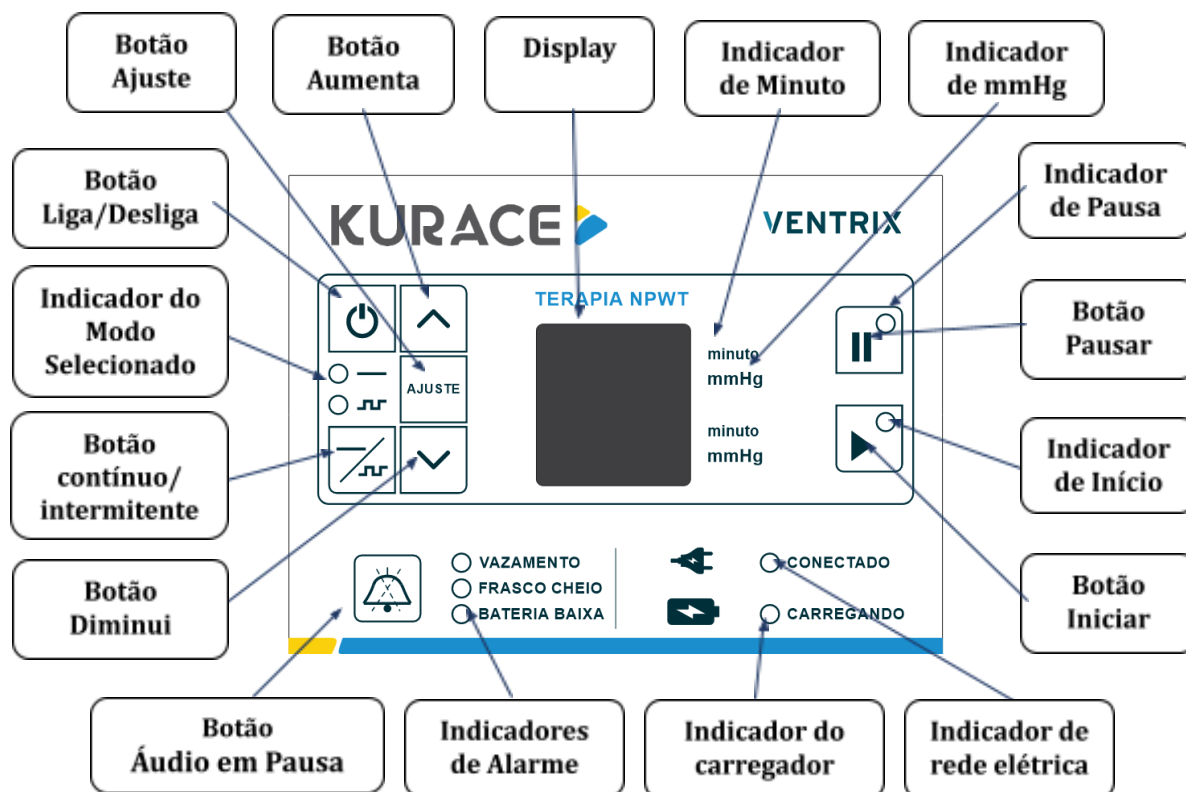 Botão
Ajuste
Botão
Aumenta
Display
Indicador
de Minuto
Indicador
de mmHg
Botão
Liga/Desliga
Indicador
de Pausa
KURACE
VENTRIX
Indicador do
Modo
Selecionado
TERAPIA NPWT
Botão
Pausar
minuto
mmHg
AJUSTE
Botão
contínuo/
intermitente
minuto
mmHg
Indicador
de Início
Botão
Diminui
VAZAMENTO
FRASCO CHEIO
BATERIA BAIXA
CONECTADO
CARREGANDO
Botão
Iniciar
Botão
Áudio em Pausa
Indicadores
de Alarme
Indicador do
carregador
Indicador de
rede elétrica